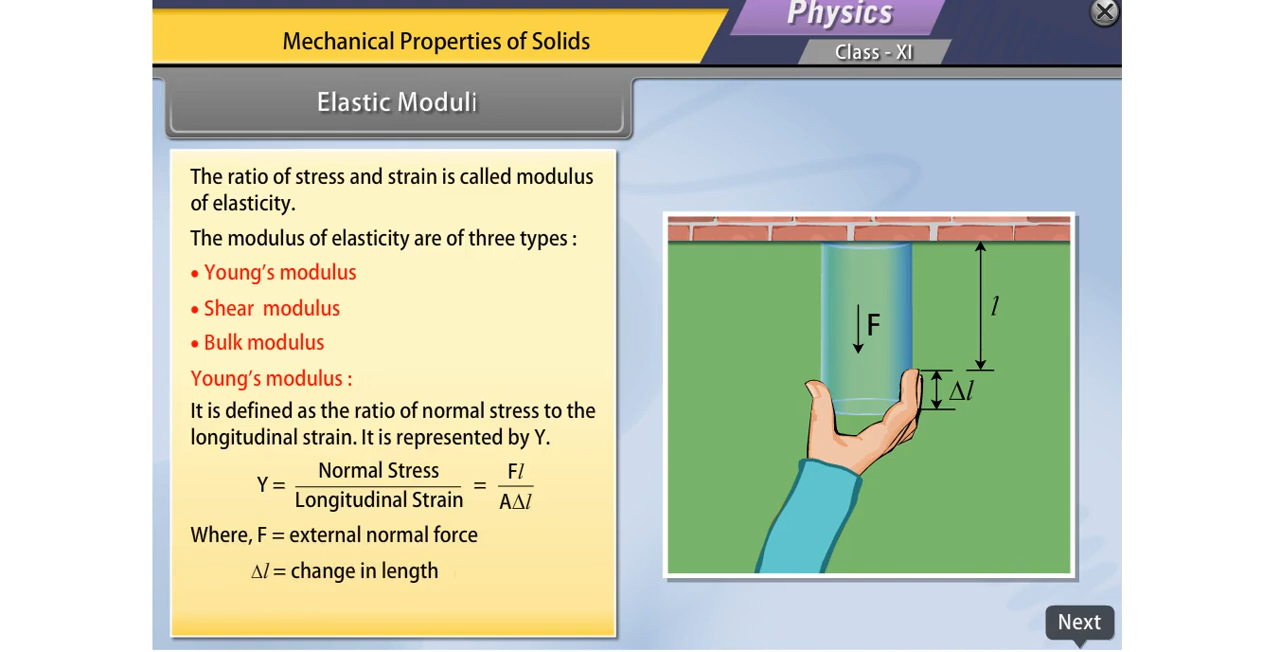 Physics
Mechanical Properties of Solids
Class - XI
Elastic Moduli
The ratio of stress and strain is called modulus
of elasticity.
The modulus of elasticity are of three types :
• Young's modulus
• Shear modulus
• Bulk modulus
Young's modulus :
It is defined as the ratio of normal stress to the
longitudinal strain. It is represented by Y.
Y = Normal Stress / Longitudinal Strain = Fl / AΔl
Where, F = external normal force
Δl = change in length
F
l
Δl
Next